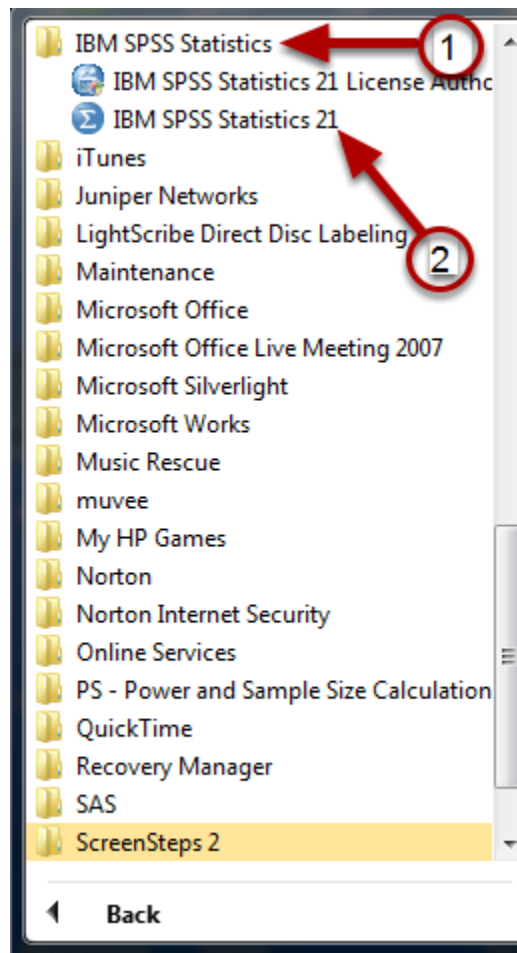 IBM SPSS Statistics 1
IBM SPSS Statistics 21 License
IBM SPSS Statistics 21
iTunes
Juniper Networks
LightScribe Direct Disc Labeling
2
Maintenance
Microsoft Office
Microsoft Office Live Meeting 2007
Microsoft Silverlight
Microsoft Works
Music Rescue
muvee
My HP Games
Norton
Norton Internet Security
Online Services
PS - Power and Sample Size Calculation
QuickTime
Recovery Manager
SAS
ScreenSteps 2
Back